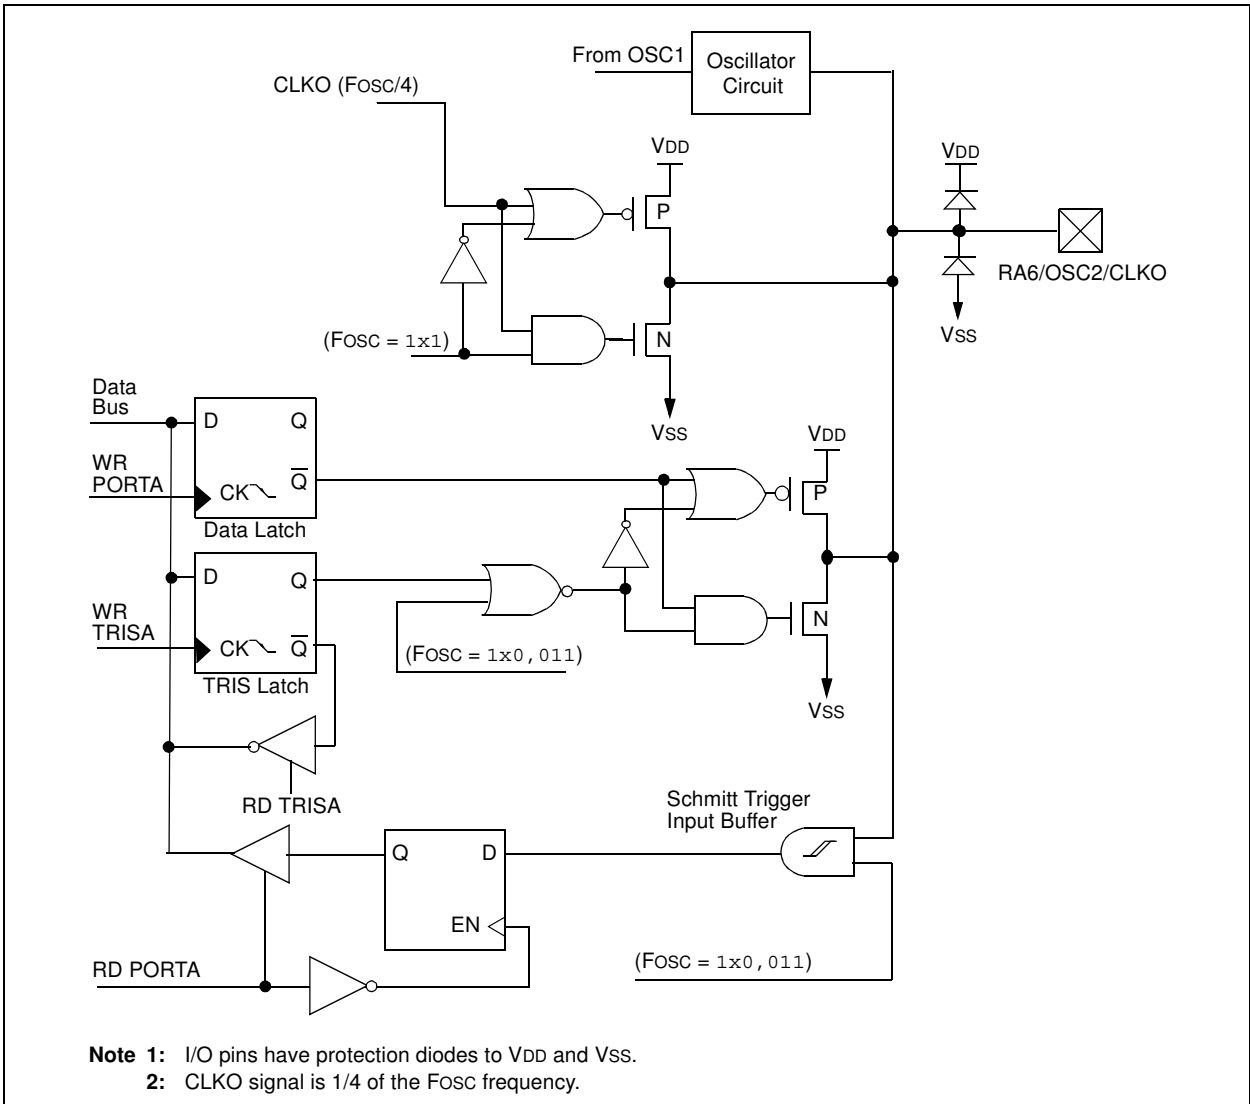 From OSC1
Oscillator
Circuit
CLKO (FOSC/4)
VDD
P
VDD
RA6/OSC2/CLKO
VSS
(FOSC = 1x1)
N
VSS
Data
Bus
D
Q
WR
PORTA
CK
Q
Data Latch
VDD
P
D
Q
WR
TRISA
CK
Q
TRIS Latch
(FOSC = 1x0,011)
N
VSS
RD TRISA
Schmitt Trigger
Input Buffer
Q
D
EN
RD PORTA
(FOSC = 1x0,011)
Note 1: I/O pins have protection diodes to VDD and VSS.
2: CLKO signal is 1/4 of the FOSC frequency.